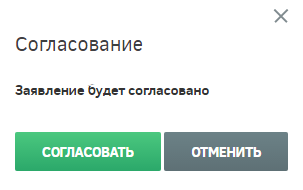 Согласование
Заявление будет согласовано
СОГЛАСОВАТЬ
ОТМЕНИТЬ